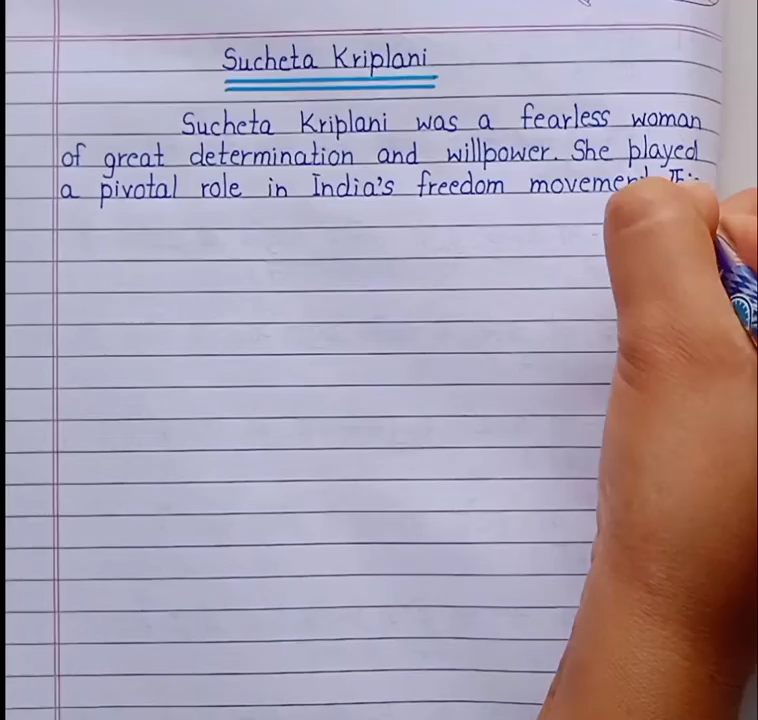 Sucheta Kriplani
Sucheta Kriplani was a fearless woman
of great determination and willpower. She played
a pivotal role in India's freedom movement